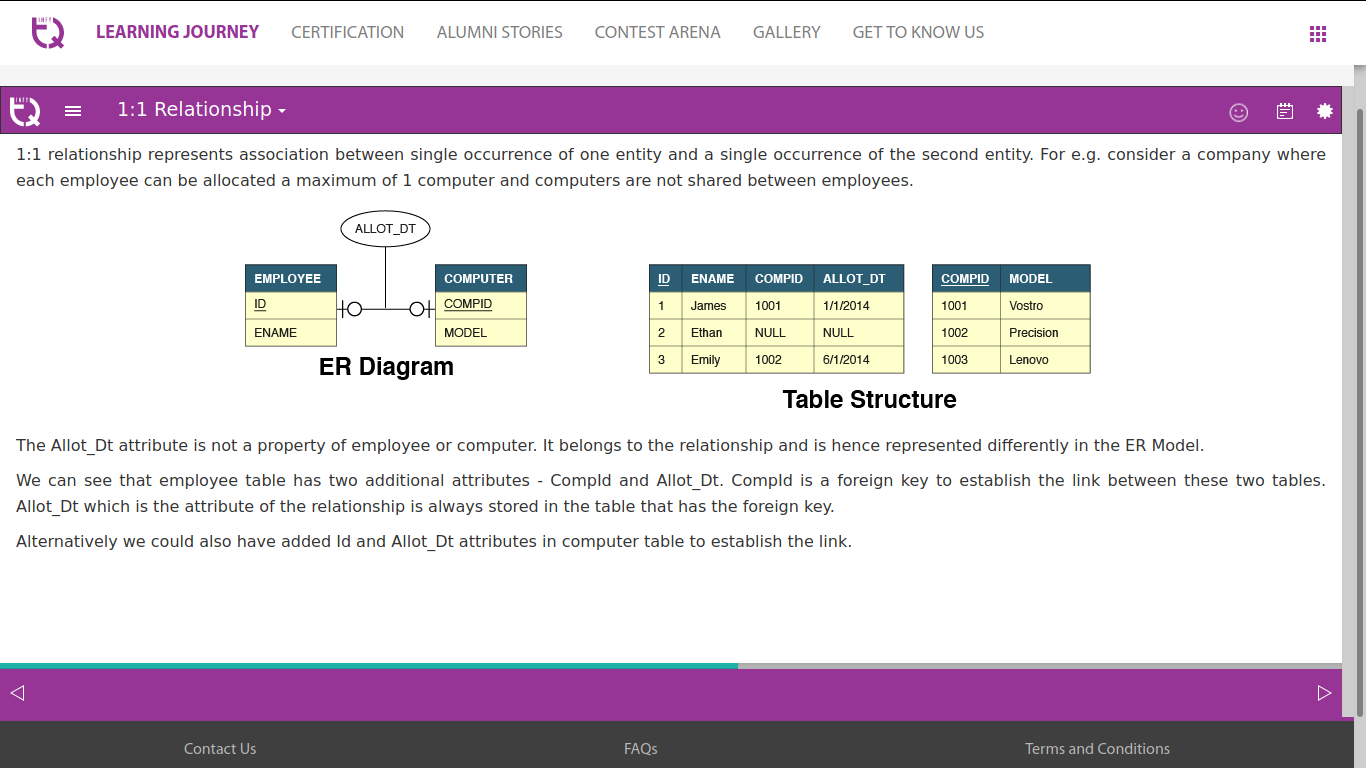 INFY
TQ
LEARNING JOURNEY CERTIFICATION ALUMNI STORIES CONTEST ARENA GALLERY GET TO KNOW US
INFY
TQ
1:1 Relationship
1:1 relationship represents association between single occurrence of one entity and a single occurrence of the second entity. For e.g. consider a company where
each employee can be allocated a maximum of 1 computer and computers are not shared between employees.
ALLOT_DT
EMPLOYEE
ID
ENAME
COMPUTER
COMPID
MODEL
ER Diagram
ID ENAME COMPID ALLOT_DT
1 James 1001 1/1/2014
2 Ethan NULL NULL
3 Emily 1002 6/1/2014
COMPID MODEL
1001 Vostro
1002 Precision
1003 Lenovo
Table Structure
The Allot_Dt attribute is not a property of employee or computer. It belongs to the relationship and is hence represented differently in the ER Model.
We can see that employee table has two additional attributes - CompId and Allot_Dt. CompId is a foreign key to establish the link between these two tables.
Allot_Dt which is the attribute of the relationship is always stored in the table that has the foreign key.
Alternatively we could also have added Id and Allot_Dt attributes in computer table to establish the link.
Contact Us FAQs Terms and Conditions